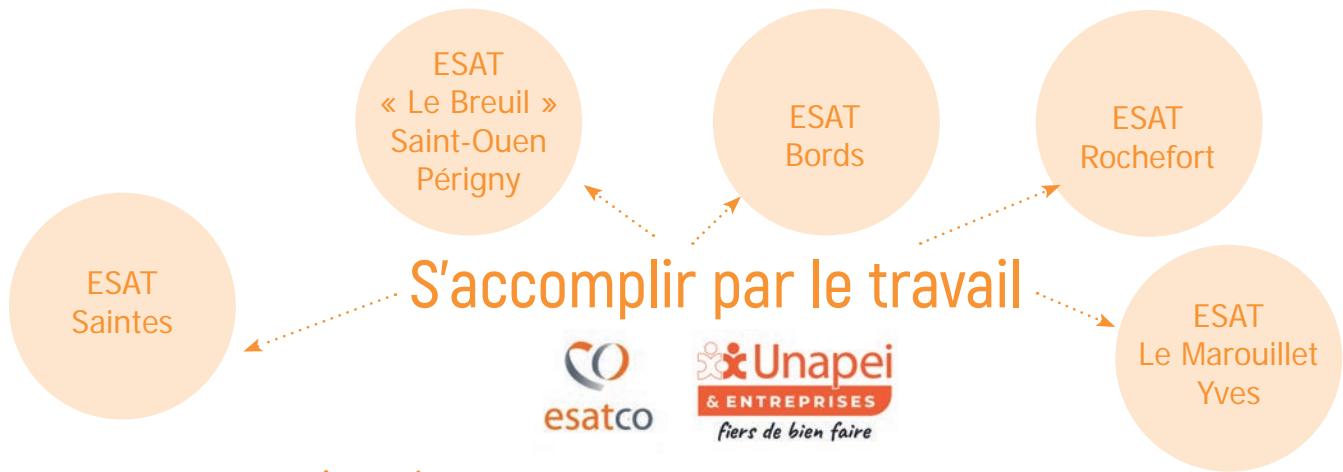 ESAT
« Le Breuil »
Saint-Ouen
Périgny
ESAT
Bords
ESAT
Rochefort
ESAT
Saintes
S'accomplir par le travail
ESAT
Le Marouillet
Yves
esatco
Unapei
& ENTREPRISES
fiers de bien faire